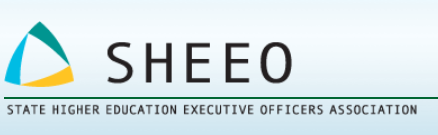 SHEEO
STATE HIGHER EDUCATION EXECUTIVE OFFICERS ASSOCIATION